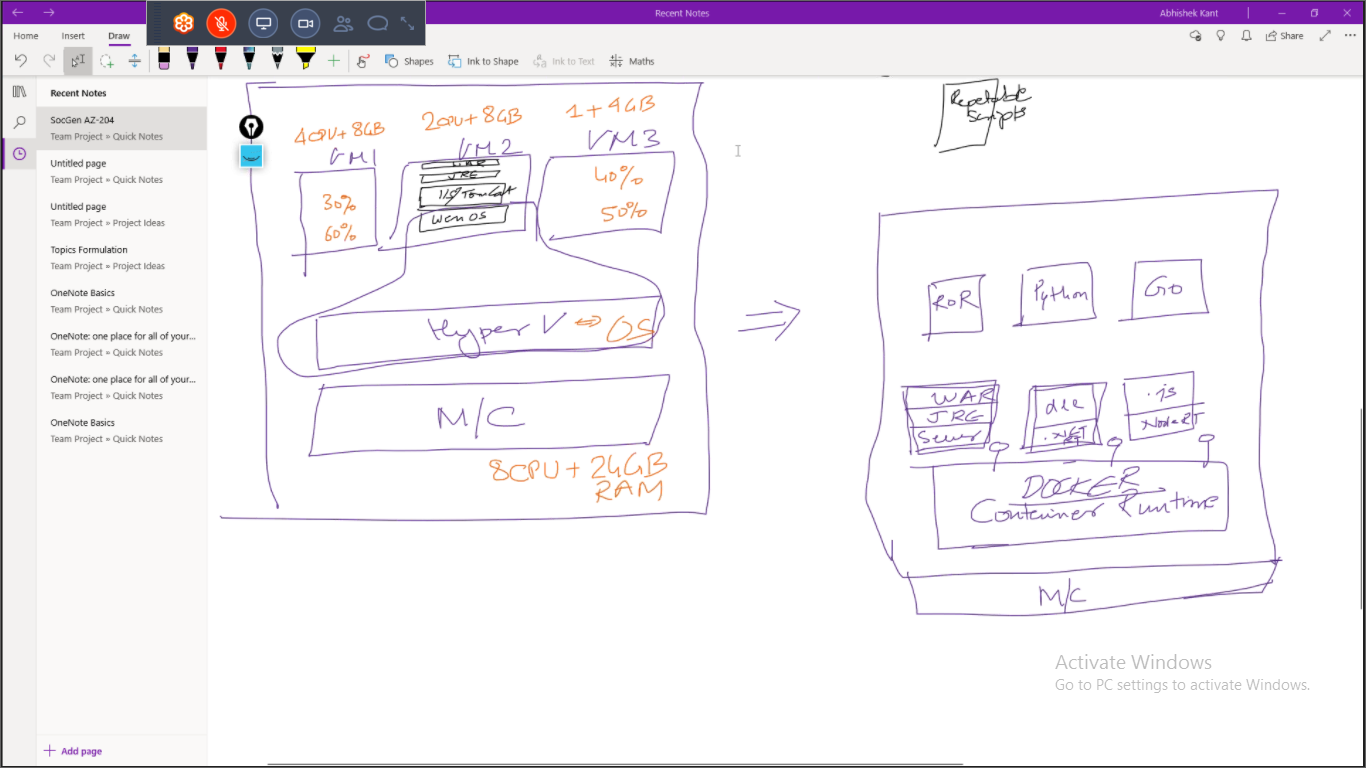 Recent Notes
Abhishek Kant
Home
Insert
Draw
Share
Shapes
Ink to Shape
Ink to Text
Maths
Recent Notes
SocGen AZ-204
Team Project » Quick Notes
Untitled page
Team Project » Quick Notes
Untitled page
Team Project » Project Ideas
Topics Formulation
Team Project » Project Ideas
OneNote Basics
Team Project » Quick Notes
OneNote: one place for all of your...
Team Project » Quick Notes
OneNote: one place for all of your...
Team Project » Quick Notes
OneNote Basics
Team Project » Quick Notes
Add page
4CPU+8GB
VM1
30%
60%
2CPU+8GB
VM2
WAR
JRE
IIS/Tomcat
Win OS
1+4GB
VM3
40%
50%
Hyper V ⇔ OS
M/C
8CPU + 24GB
RAM
Repeatable
Scripts
RoR
Python
Go
WAR
JRE
Server
dll
.NET
RT
.js
NodeRT
DOCKER
Container Runtime
M/C
Activate Windows
Go to PC settings to activate Windows.